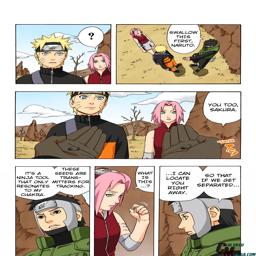 ?
SWALLOW
THIS
FIRST,
NARUTO.
YOU TOO,
SAKURA.
IT'S A
NINJA TOOL
THAT ONLY
RESONATES
TO MY
CHAKRA.
THESE
SEEDS ARE
TRANS-
MITTERS FOR
TRACKING.
WHAT
IS
THIS
...?
...I CAN
LOCATE
YOU
RIGHT
AWAY.
SO THAT
IF WE GET
SEPARATED...